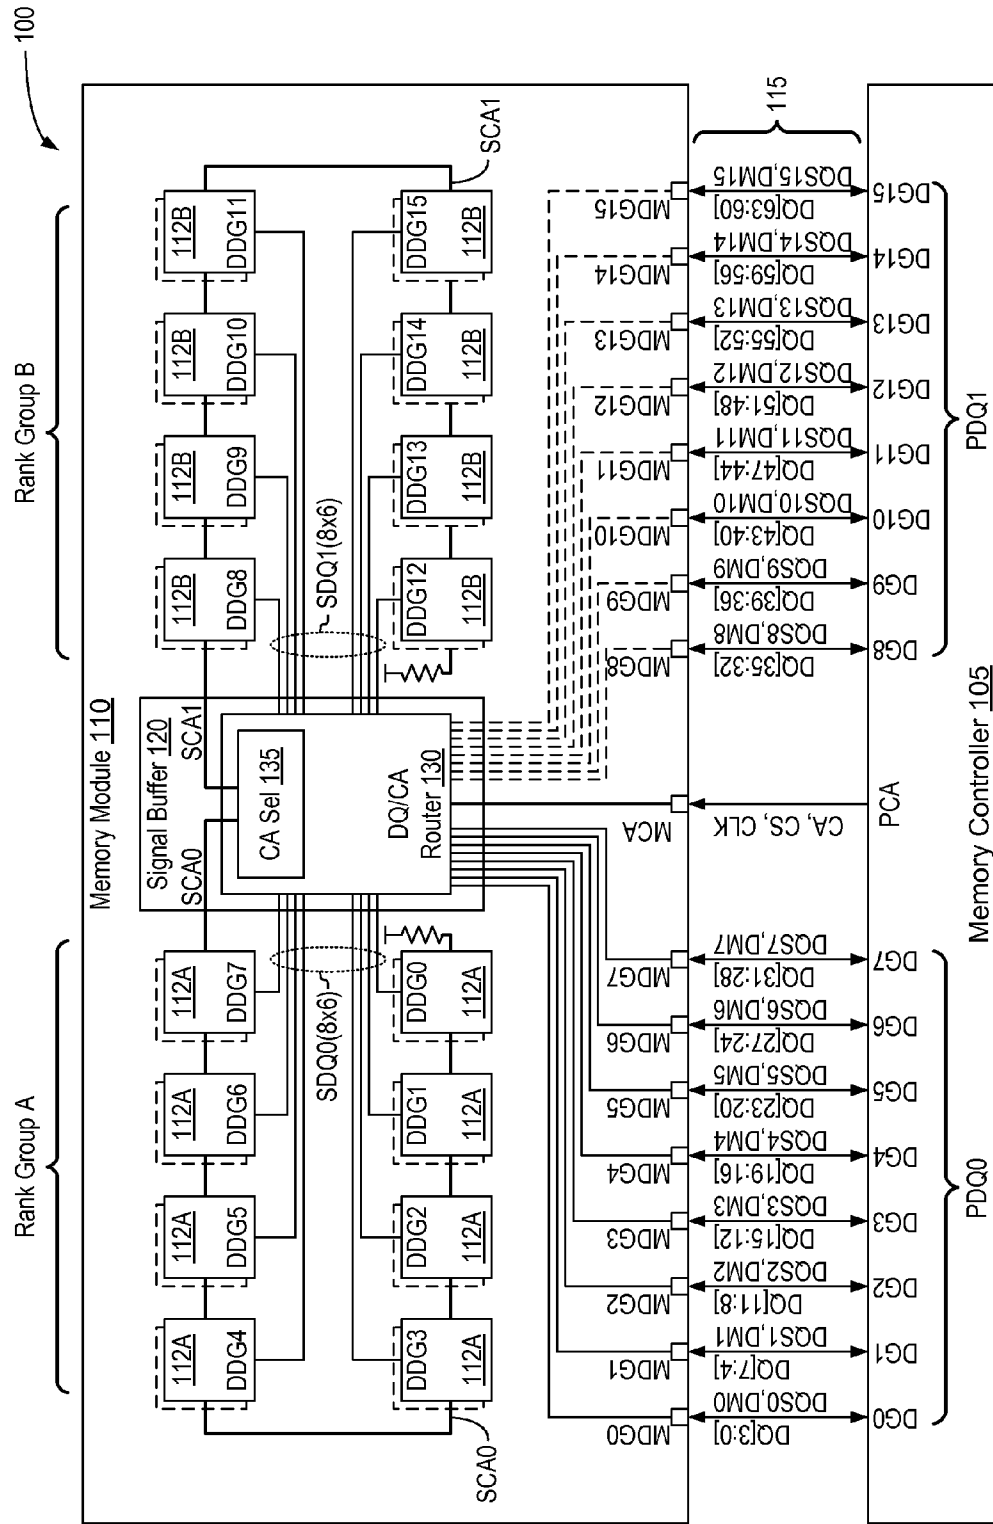 100
Rank Group A
Rank Group B
Memory Module 110
Signal Buffer 120
SCA0
SCA1
CA Sel 135
DQ/CA
Router 130
112A
DDG4
112A
DDG5
112A
DDG6
112A
DDG7
112B
DDG8
112B
DDG9
112B
DDG10
112B
DDG11
SDQ0(8x6)
SDQ1(8x6)
DDG3
112A
DDG2
112A
DDG1
112A
DDG0
112A
DDG12
112B
DDG13
112B
DDG14
112B
DDG15
112B
SCA0
SCA1
MDG0
MDG1
MDG2
MDG3
MDG4
MDG5
MDG6
MDG7
MCA
MDG8
MDG9
MDG10
MDG11
MDG12
MDG13
MDG14
MDG15
DQ[3:0]
DQS0,DM0
DQ[7:4]
DQS1,DM1
DQ[11:8]
DQS2,DM2
DQ[15:12]
DQS3,DM3
DQ[19:16]
DQS4,DM4
DQ[23:20]
DQS5,DM5
DQ[27:24]
DQS6,DM6
DQ[31:28]
DQS7,DM7
CA, CS, CLK
DQ[35:32]
DQS8,DM8
DQ[39:36]
DQS9,DM9
DQ[43:40]
DQS10,DM10
DQ[47:44]
DQS11,DM11
DQ[51:48]
DQS12,DM12
DQ[55:52]
DQS13,DM13
DQ[59:56]
DQS14,DM14
DQ[63:60]
DQS15,DM15
115
DG0
DG1
DG2
DG3
DG4
DG5
DG6
DG7
PCA
DG8
DG9
DG10
DG11
DG12
DG13
DG14
DG15
PDQ0
PDQ1
Memory Controller 105